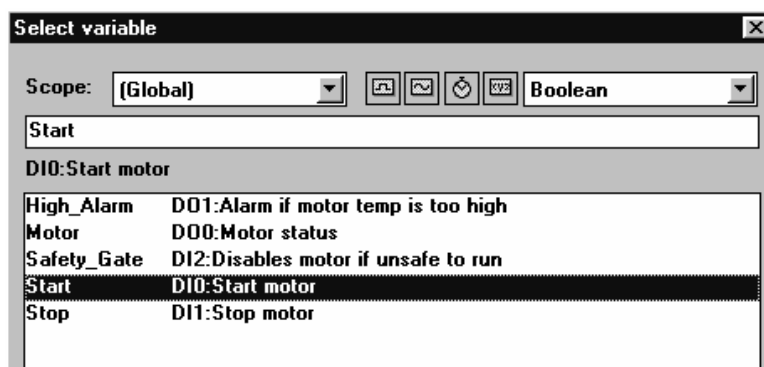 Select variable
Scope: (Global) xyz Boolean
Start
DI0:Start motor
High_Alarm DO1:Alarm if motor temp is too high
Motor DO0:Motor status
Safety_Gate DI2:Disables motor if unsafe to run
Start DI0:Start motor
Stop DI1:Stop motor